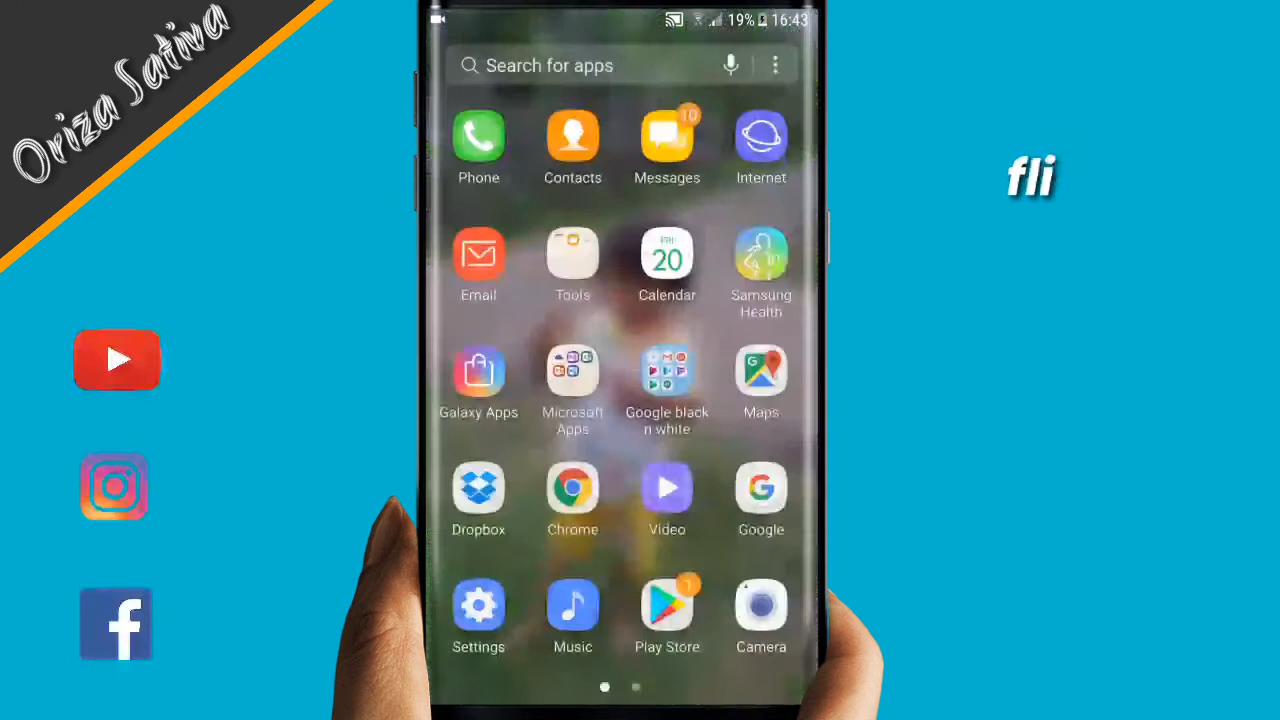 Oriza Sativa
19% 16:43
Search for apps
fli
10
Phone
Contacts
Messages
Internet
20
Email
Tools
Calendar
Samsung
Health
Galaxy Apps
Microsoft
Apps
Google black
n white
Maps
Dropbox
Chrome
Video
Google
1
Settings
Music
Play Store
Camera